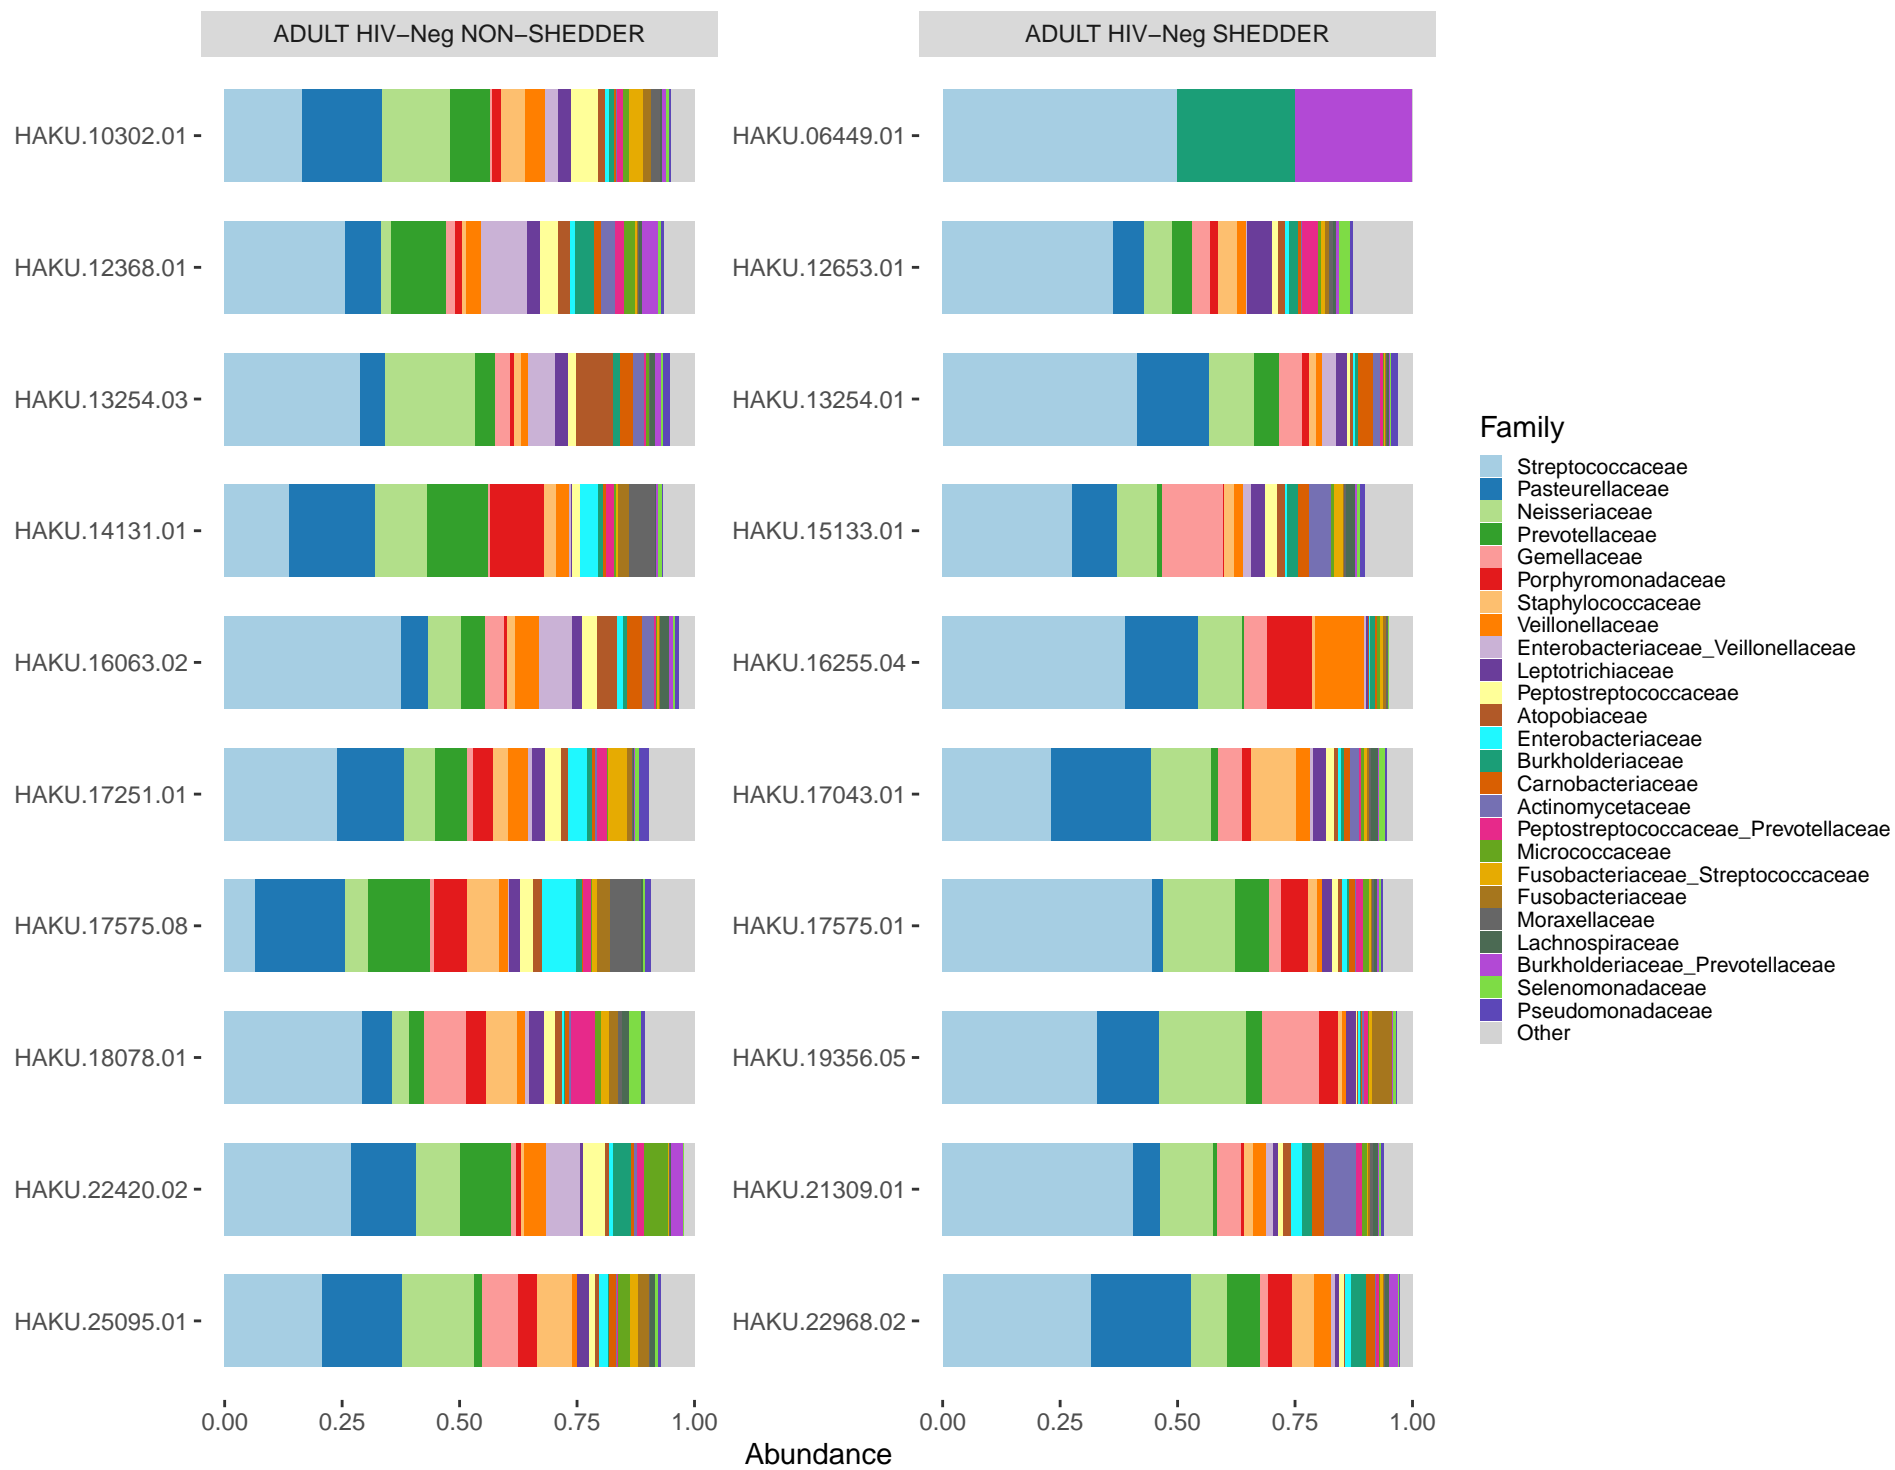 ADULT HIV−Neg NON−SHEDDER
ADULT HIV−Neg SHEDDER
HAKU.10302.01
HAKU.12368.01
HAKU.13254.03
HAKU.14131.01
HAKU.16063.02
HAKU.17251.01
HAKU.17575.08
HAKU.18078.01
HAKU.22420.02
HAKU.25095.01
0.00 0.25 0.50 0.75 1.00
HAKU.06449.01
HAKU.12653.01
HAKU.13254.01
HAKU.15133.01
HAKU.16255.04
HAKU.17043.01
HAKU.17575.01
HAKU.19356.05
HAKU.21309.01
HAKU.22968.02
0.00 0.25 0.50 0.75 1.00
Abundance
Family
Streptococcaceae
Pasteurellaceae
Neisseriaceae
Prevotellaceae
Gemellaceae
Porphyromonadaceae
Staphylococcaceae
Veillonellaceae
Enterobacteriaceae_Veillonellaceae
Leptotrichiaceae
Peptostreptococcaceae
Atopobiaceae
Enterobacteriaceae
Burkholderiaceae
Carnobacteriaceae
Actinomycetaceae
Peptostreptococcaceae_Prevotellaceae
Micrococcaceae
Fusobacteriaceae_Streptococcaceae
Fusobacteriaceae
Moraxellaceae
Lachnospiraceae
Burkholderiaceae_Prevotellaceae
Selenomonadaceae
Pseudomonadaceae
Other